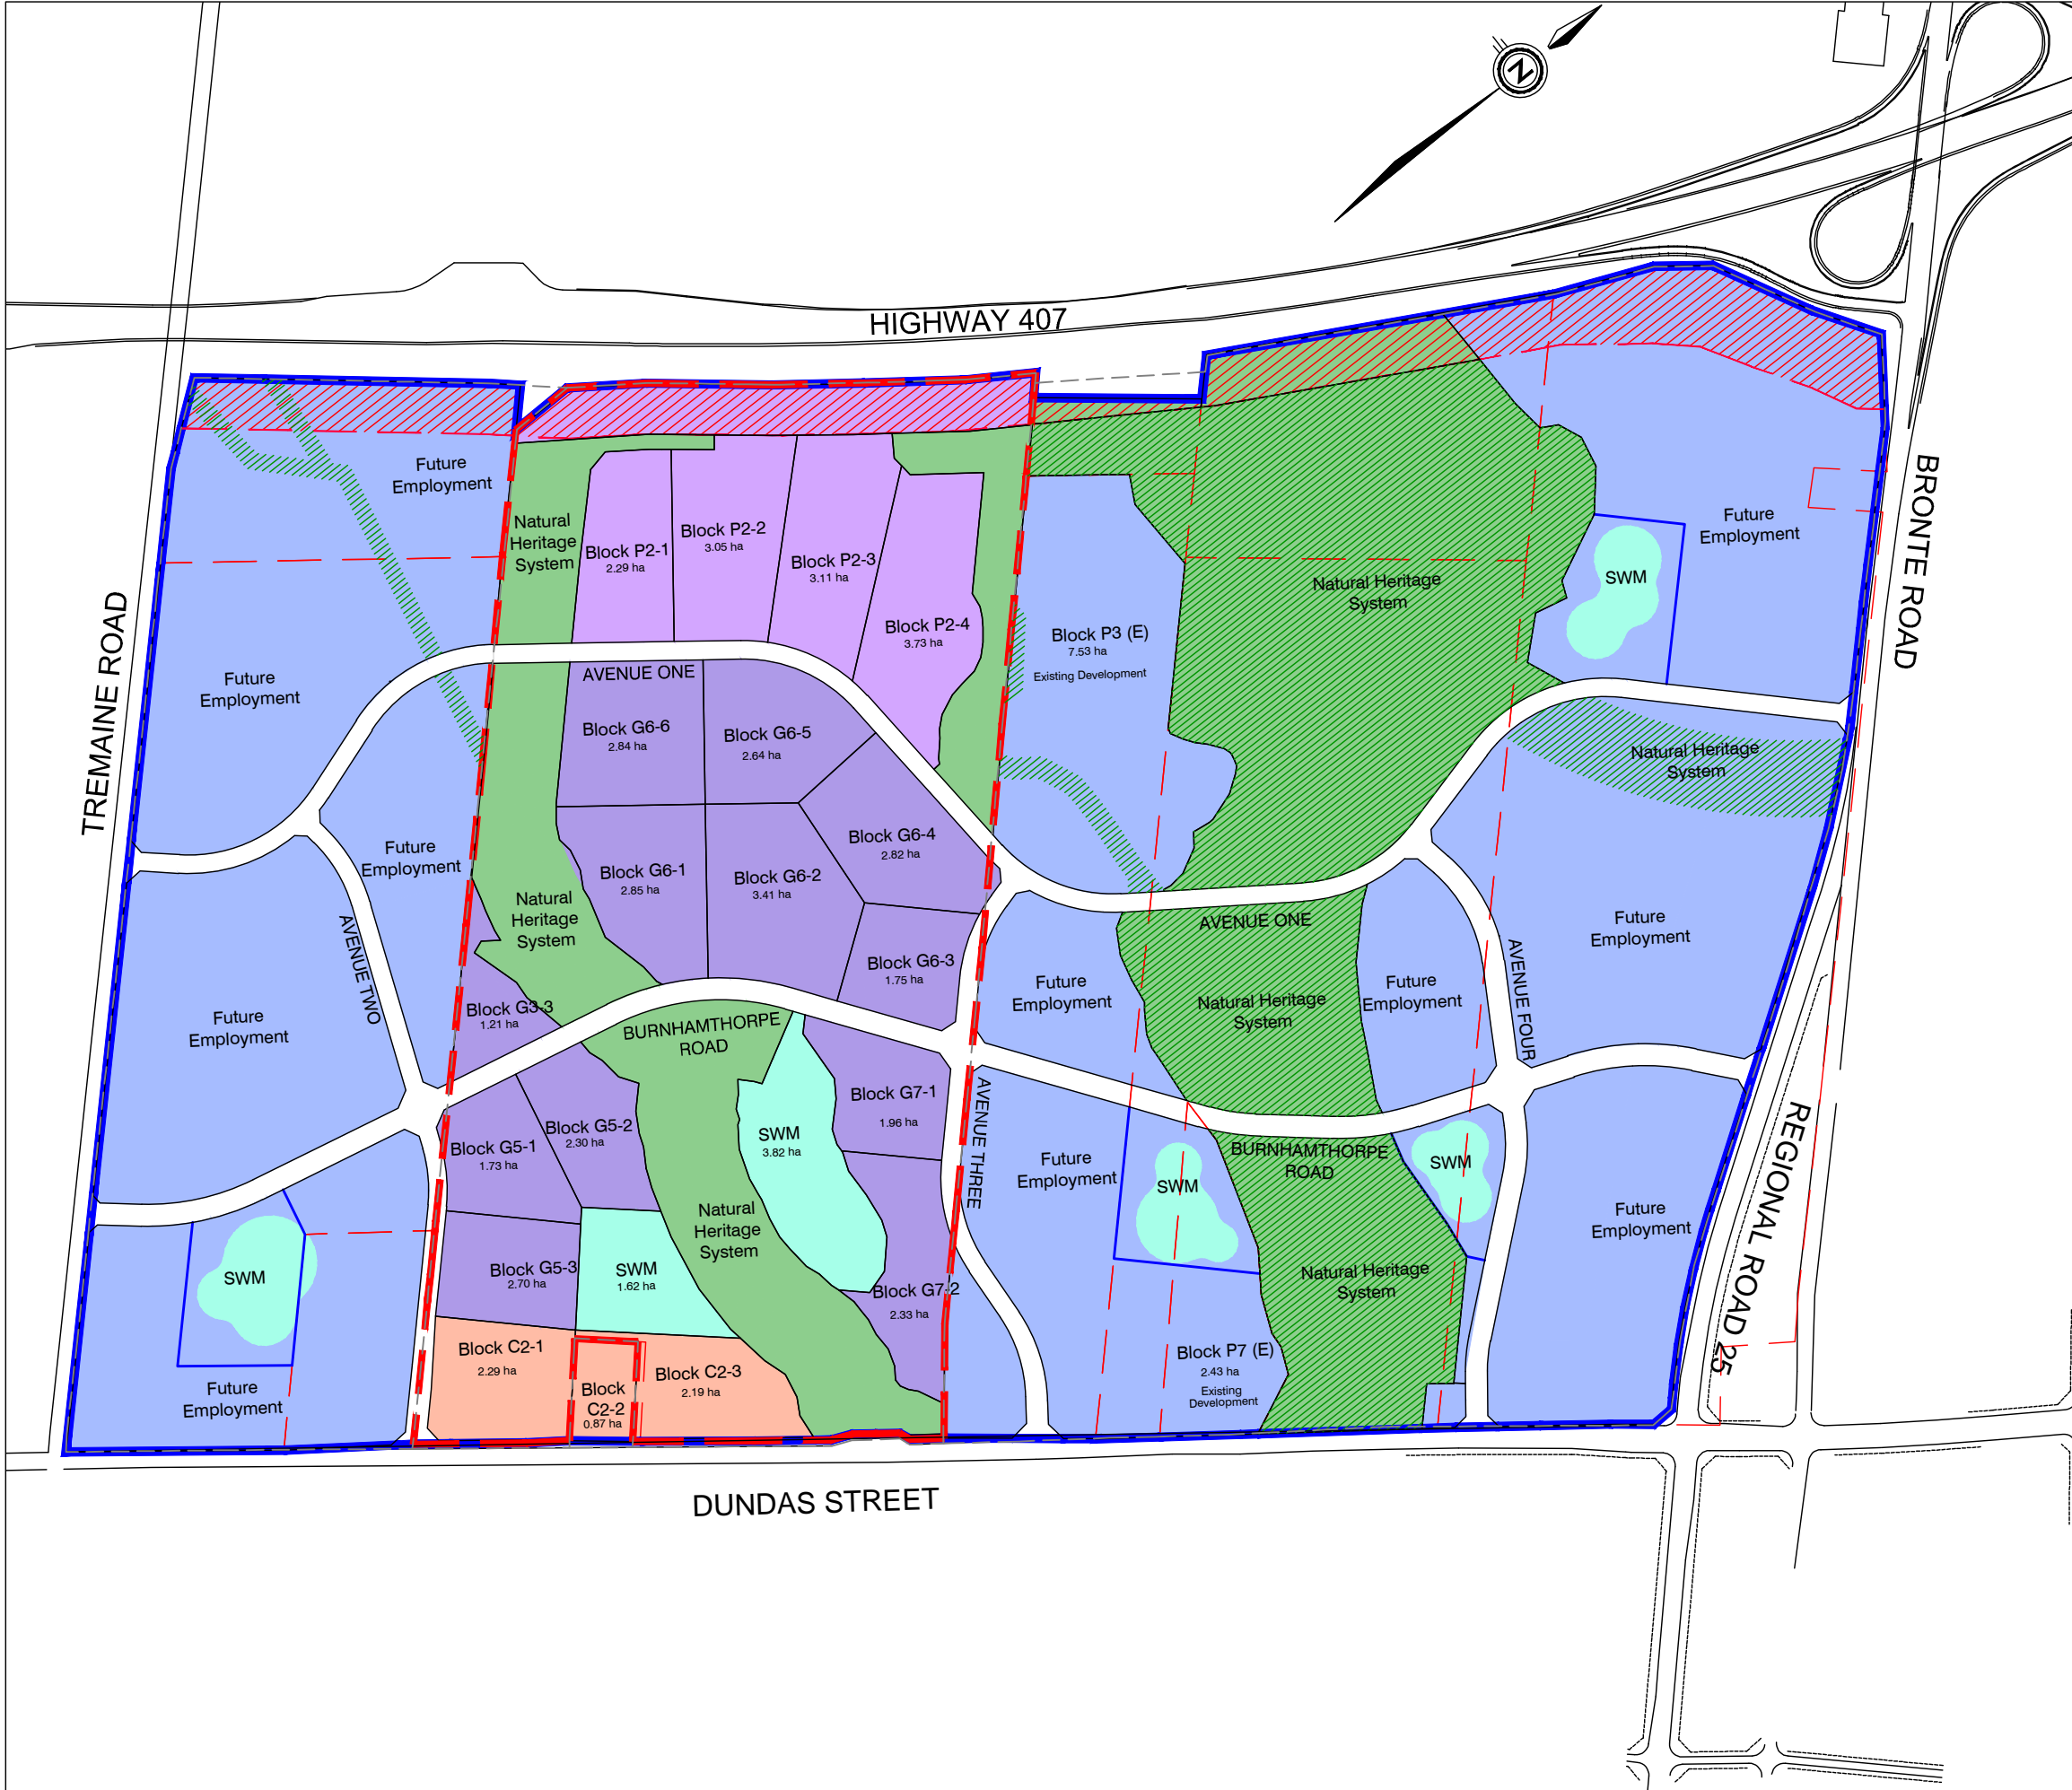 N
HIGHWAY 407
TREMAINE ROAD
BRONTE ROAD
REGIONAL ROAD 25
DUNDAS STREET
Future
Employment
Natural
Heritage
System
Block P2-1
2.29 ha
Block P2-2
3.05 ha
Block P2-3
3.11 ha
Block P2-4
3.73 ha
Block P3 (E)
7.53 ha
Existing Development
Natural Heritage
System
SWM
Future
Employment
Future
Employment
AVENUE ONE
Block G6-6
2.84 ha
Block G6-5
2.64 ha
Natural Heritage
System
Future
Employment
Block G6-1
2.85 ha
Block G6-2
3.41 ha
Block G6-4
2.82 ha
Natural
Heritage
System
AVENUE TWO
Block G6-3
1.75 ha
AVENUE ONE
Future
Employment
Future
Employment
Natural Heritage
System
Future
Employment
AVENUE FOUR
Future
Employment
Block G3-3
1.21 ha
BURNHAMTHORPE
ROAD
Block G5-1
1.73 ha
Block G5-2
2.30 ha
SWM
3.82 ha
Block G7-1
1.96 ha
AVENUE THREE
Future
Employment
SWM
BURNHAMTHORPE
ROAD
SWM
Future
Employment
Natural
Heritage
System
SWM
Block G5-3
2.70 ha
SWM
1.62 ha
Block G7-2
2.33 ha
Natural Heritage
System
Future
Employment
Block C2-1
2.29 ha
Block
C2-2
0.87 ha
Block C2-3
2.19 ha
Block P7 (E)
2.43 ha
Existing
Development